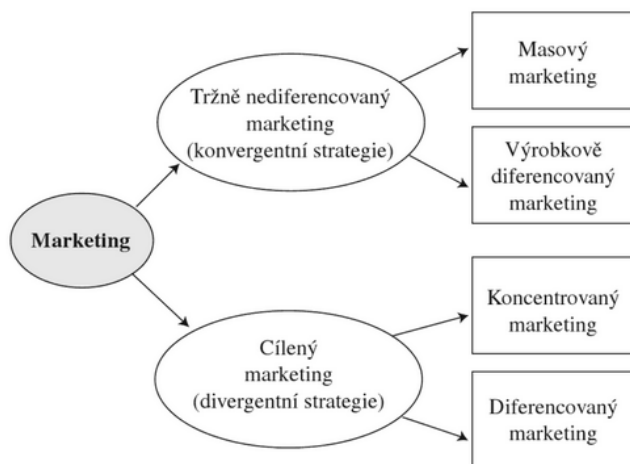 Marketing
Tržně nediferencovaný
marketing
(konvergentní strategie)
Masový
marketing
Výrobkově
diferencovaný
marketing
Cílený
marketing
(divergentní strategie)
Koncentrovaný
marketing
Diferencovaný
marketing